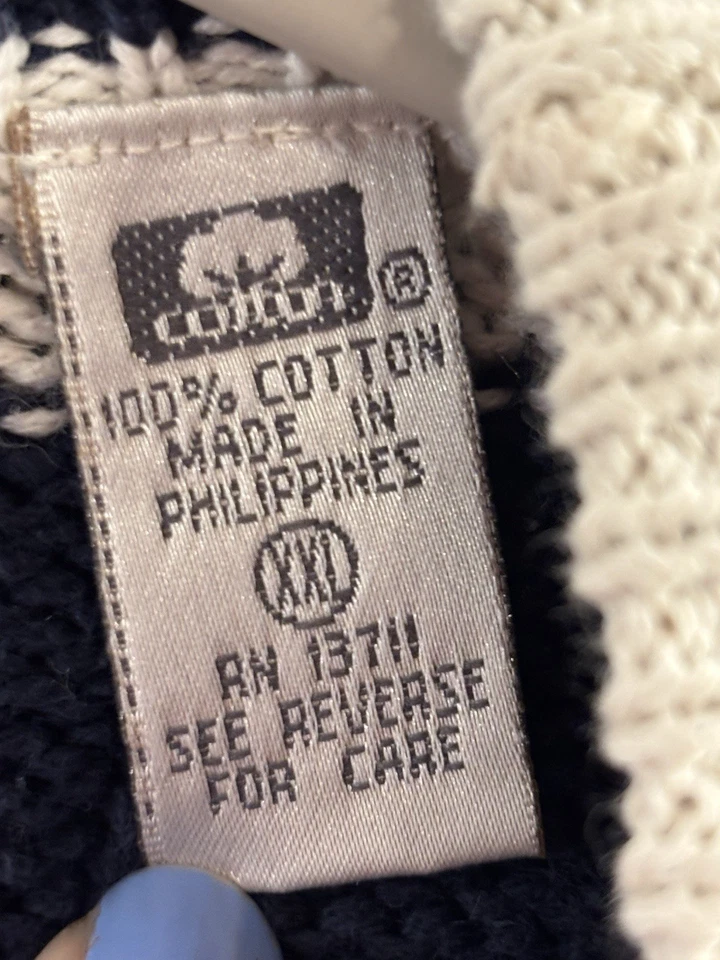 cotton
®
100% COTTON
MADE IN
PHILIPPINES
XXL
RN 13711
SEE REVERSE
FOR CARE